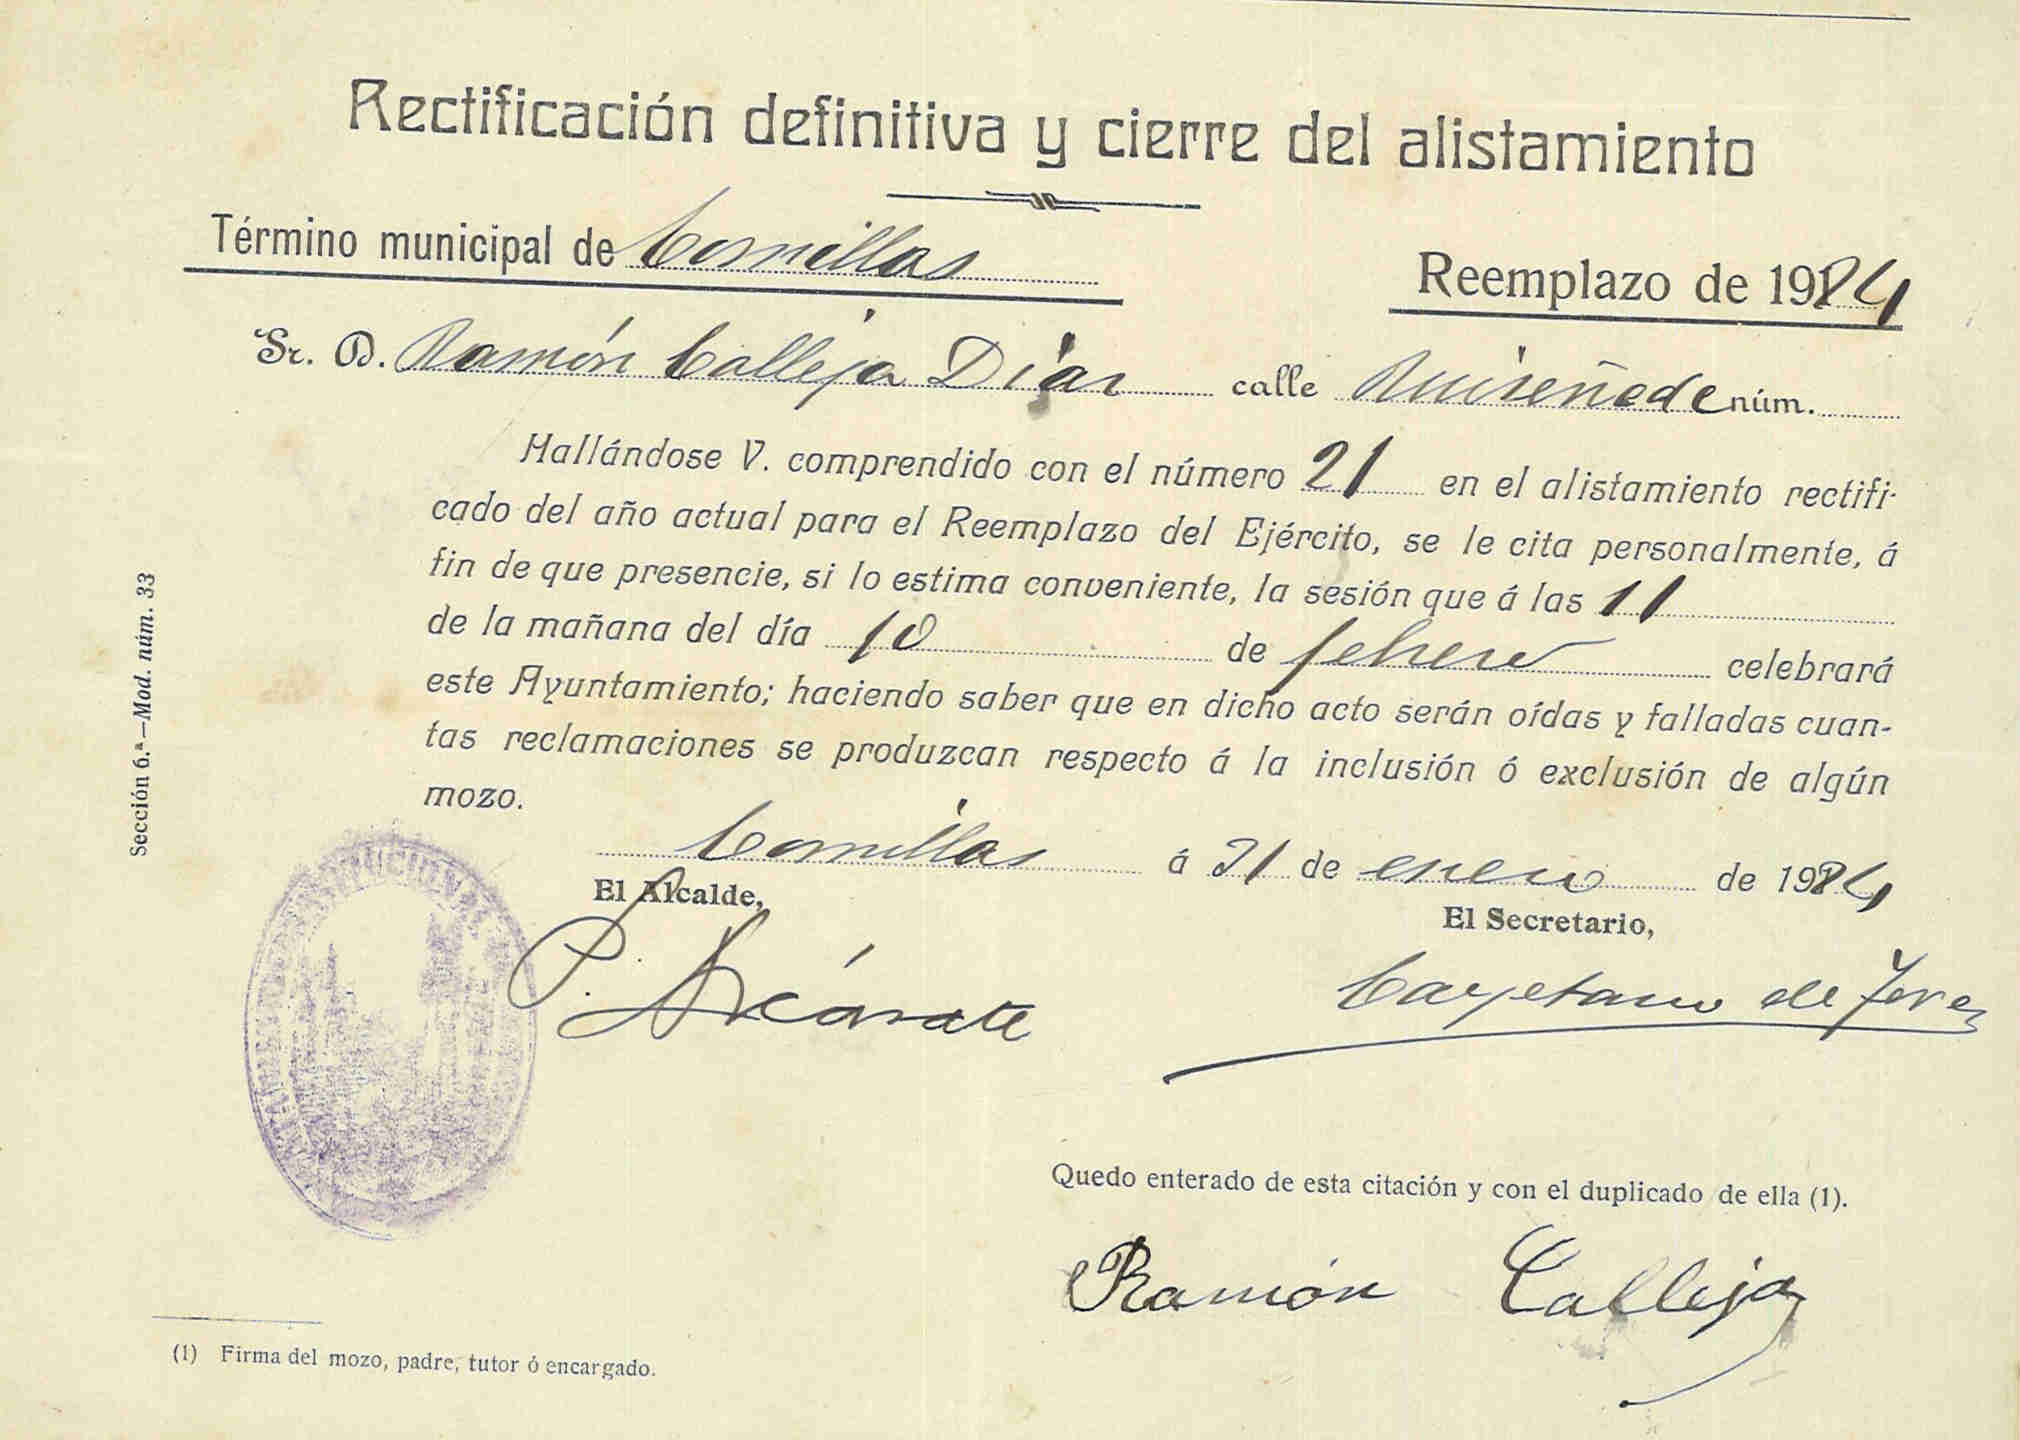 Rectificación definitiva y cierre del alistamiento
Término municipal de Comillas
Reemplazo de 1924
Sr. D. Ramón Calleja Díaz calle núm.
Hallándose V. comprendido con el número 21 en el alistamiento rectifi-
cado del año actual para el Reemplazo del Ejército, se le cita personalmente, á
fin de que presencie, si lo estima conveniente, la sesión que á las 11
de la mañana del día 10 de febrero celebrará
este Ayuntamiento; haciendo saber que en dicho acto serán oídas y falladas cuan-
tas reclamaciones se produzcan respecto á la inclusión ó exclusión de algún
mozo.
Comillas á 31 de enero de 1924
El Alcalde,
El Secretario,
P. Cayetano de
Quedo enterado de esta citación y con el duplicado de ella (1).
Ramón Calleja
(1) Firma del mozo, padre, tutor ó encargado.
Sección 6.ª—Mod. núm. 33